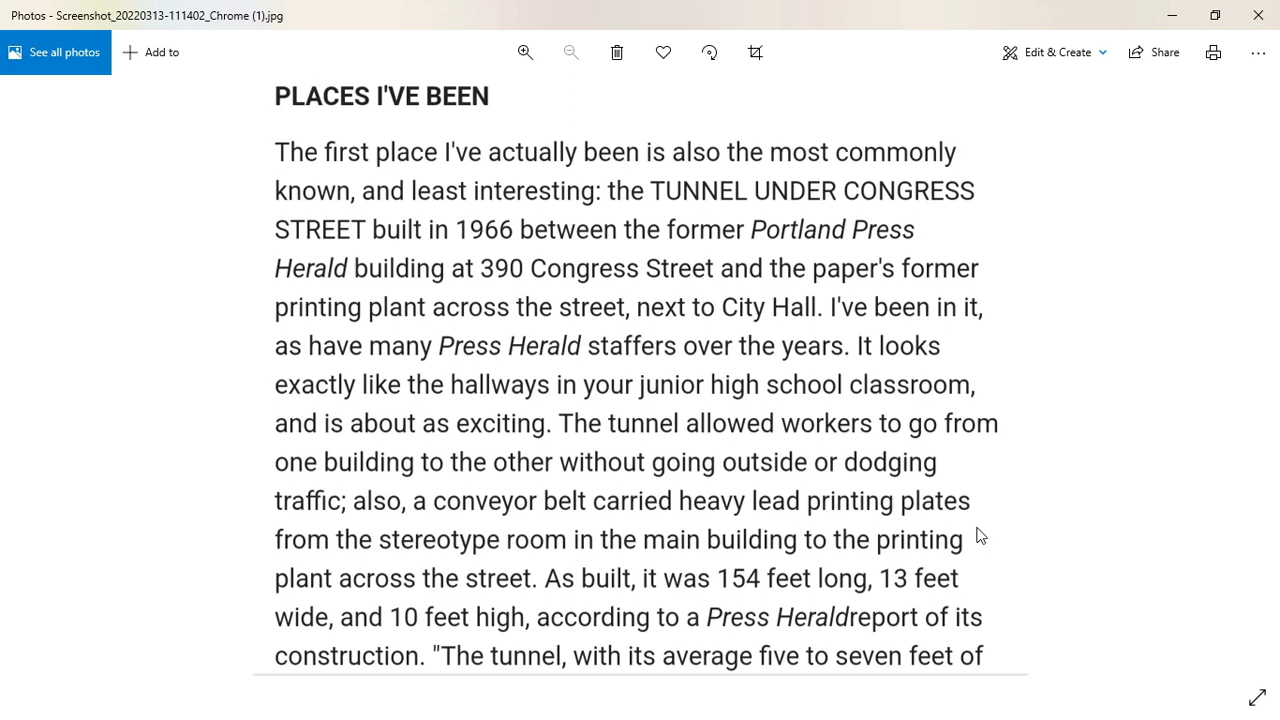 Photos - Screenshot_20220313-111402_Chrome (1).jpg
See all photos
Add to
Edit & Create
Share
PLACES I'VE BEEN
The first place I've actually been is also the most commonly
known, and least interesting: the TUNNEL UNDER CONGRESS
STREET built in 1966 between the former Portland Press
Herald building at 390 Congress Street and the paper's former
printing plant across the street, next to City Hall. I've been in it,
as have many Press Herald staffers over the years. It looks
exactly like the hallways in your junior high school classroom,
and is about as exciting. The tunnel allowed workers to go from
one building to the other without going outside or dodging
traffic; also, a conveyor belt carried heavy lead printing plates
from the stereotype room in the main building to the printing
plant across the street. As built, it was 154 feet long, 13 feet
wide, and 10 feet high, according to a Press Heraldreport of its
construction. "The tunnel, with its average five to seven feet of